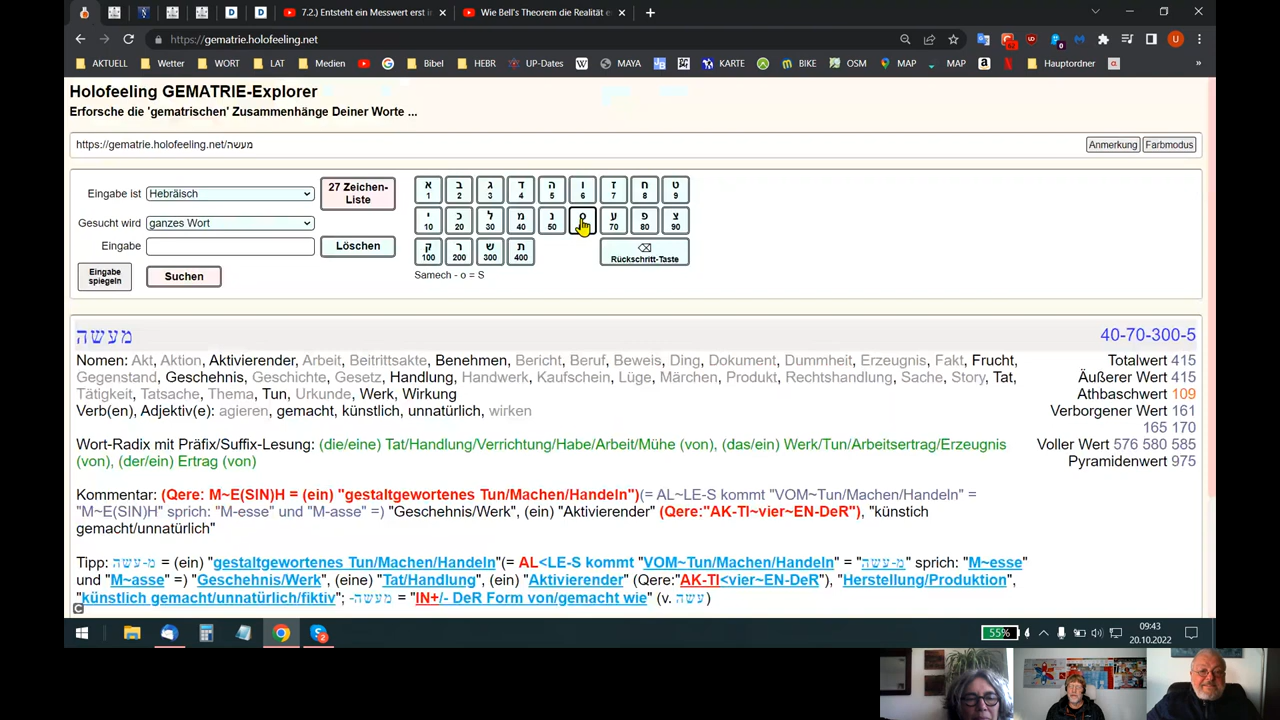 7.2.) Entsteht ein Messwert erst i
Wie Bell's Theorem die Realität e
https://gematrie.holofeeling.net
AKTUELL Wetter WORT LAT Medien Bibel HEBR UP-Dates MAYA KARTE BIKE OSM MAP MAP Hauptordner »
Holofeeling GEMATRIE-Explorer
Erforsche die 'gematrischen' Zusammenhänge Deiner Worte ...
https://gematrie.holofeeling.net/מעשה
Anmerkung Farbmodus
Eingabe ist Hebräisch
27 Zeichen-Liste
Gesucht wird ganzes Wort
Eingabe
Löschen
Eingabe spiegeln
Suchen
א ב ג ד ה ו ז ח ט
1 2 3 4 5 6 7 8 9
י כ ל מ נ ס ע פ צ
10 20 30 40 50 70 80 90
ק ר ש ת ⌫
100 200 300 400 Rückschritt-Taste
Samech - o = S
מעשה 40-70-300-5
Nomen: Akt, Aktion, Aktivierender, Arbeit, Beitrittsakte, Benehmen, Bericht, Beruf, Beweis, Ding, Dokument, Dummheit, Erzeugnis, Fakt, Frucht,
Gegenstand, Geschehnis, Geschichte, Gesetz, Handlung, Handwerk, Kaufschein, Lüge, Märchen, Produkt, Rechtshandlung, Sache, Story, Tat,
Tätigkeit, Tatsache, Thema, Tun, Urkunde, Werk, Wirkung
Verb(en), Adjektiv(e): agieren, gemacht, künstlich, unnatürlich, wirken
Totalwert 415
Äußerer Wert 415
Athbaschwert 109
Verborgener Wert 161
165 170
Voller Wert 576 580 585
Pyramidenwert 975
Wort-Radix mit Präfix/Suffix-Lesung: (die/eine) Tat/Handlung/Verrichtung/Habe/Arbeit/Mühe (von), (das/ein) Werk/Tun/Arbeitsertrag/Erzeugnis
(von), (der/ein) Ertrag (von)
Kommentar: (Qere: M~E(SIN)H = (ein) "gestaltgewortenes Tun/Machen/Handeln")(= AL~LE-S kommt "VOM~Tun/Machen/Handeln" =
"M~E(SIN)H" sprich: "M-esse" und "M-asse" =) "Geschehnis/Werk", (ein) "Aktivierender" (Qere:"AK-TI~vier~EN-DeR"), "künstich
gemacht/unnatürlich"
Tipp: מ-עשה = (ein) "gestaltgewortenes Tun/Machen/Handeln"(= AL<LE-S kommt "VOM~Tun/Machen/Handeln" = "מ-עשה" sprich: "M~esse"
und "M~asse" =) "Geschehnis/Werk", (eine) "Tat/Handlung", (ein) "Aktivierender" (Qere:"AK-TI<vier~EN-DeR"), "Herstellung/Produktion",
"künstlich gemacht/unnatürlich/fiktiv"; מעשה- = "IN+/- DeR Form von/gemacht wie" (v. עשה)
55%
09:43
20.10.2022